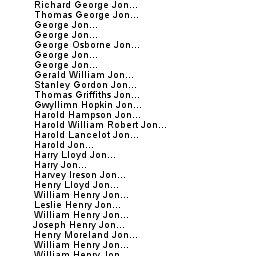 Richard George Jon...
Thomas George Jon...
George Jon...
George Jon...
George Osborne Jon...
George Jon...
George Jon...
Gerald William Jon...
Stanley Gordon Jon...
Thomas Griffiths Jon...
Gwyllimn Hopkin Jon...
Harold Hampson Jon...
Harold William Robert Jon...
Harold Lancelot Jon...
Harold Jon...
Harry Lloyd Jon...
Harry Jon...
Harvey Ireson Jon...
Henry Lloyd Jon...
William Henry Jon...
Leslie Henry Jon...
William Henry Jon...
Joseph Henry Jon...
Henry Moreland Jon...
William Henry Jon...
William Henry Jon